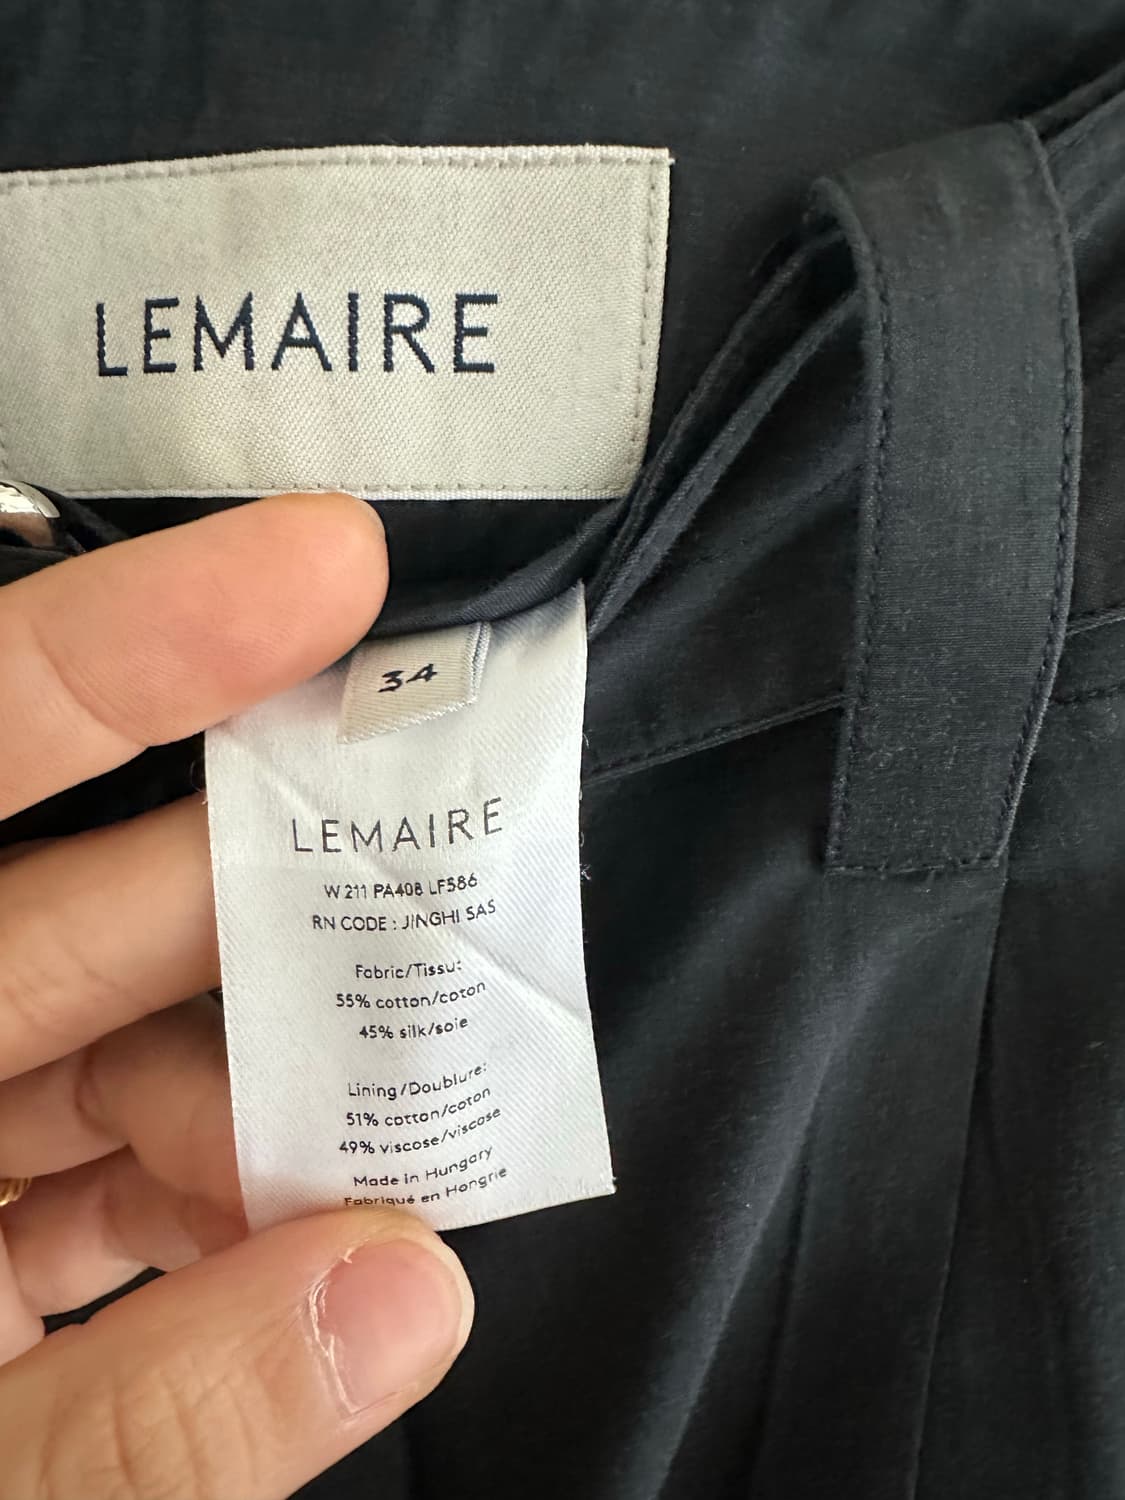 LEMAIRE
34
LEMAIRE
W 211 PA408 LF586
RN CODE : JINGHI SAS
Fabric/Tissu:
55% cotton/coton
45% silk/soie
Lining/Doublure:
51% cotton/coton
49% viscose/viscose
Made in Hungary
Fabriqué en Hongrie